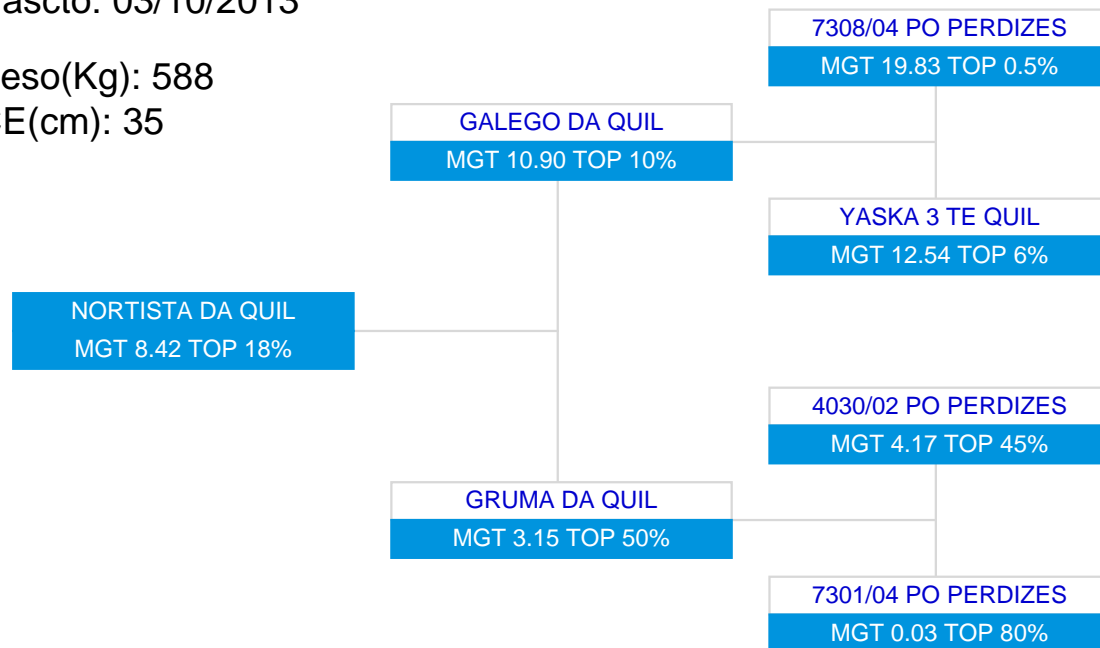 ascto: 03/10/2013
eso(Kg): 588
E(cm): 35
7308/04 PO PERDIZES
MGT 19.83 TOP 0.5%
GALEGO DA QUIL
MGT 10.90 TOP 10%
YASKA 3 TE QUIL
MGT 12.54 TOP 6%
NORTISTA DA QUIL
MGT 8.42 TOP 18%
4030/02 PO PERDIZES
MGT 4.17 TOP 45%
GRUMA DA QUIL
MGT 3.15 TOP 50%
7301/04 PO PERDIZES
MGT 0.03 TOP 80%